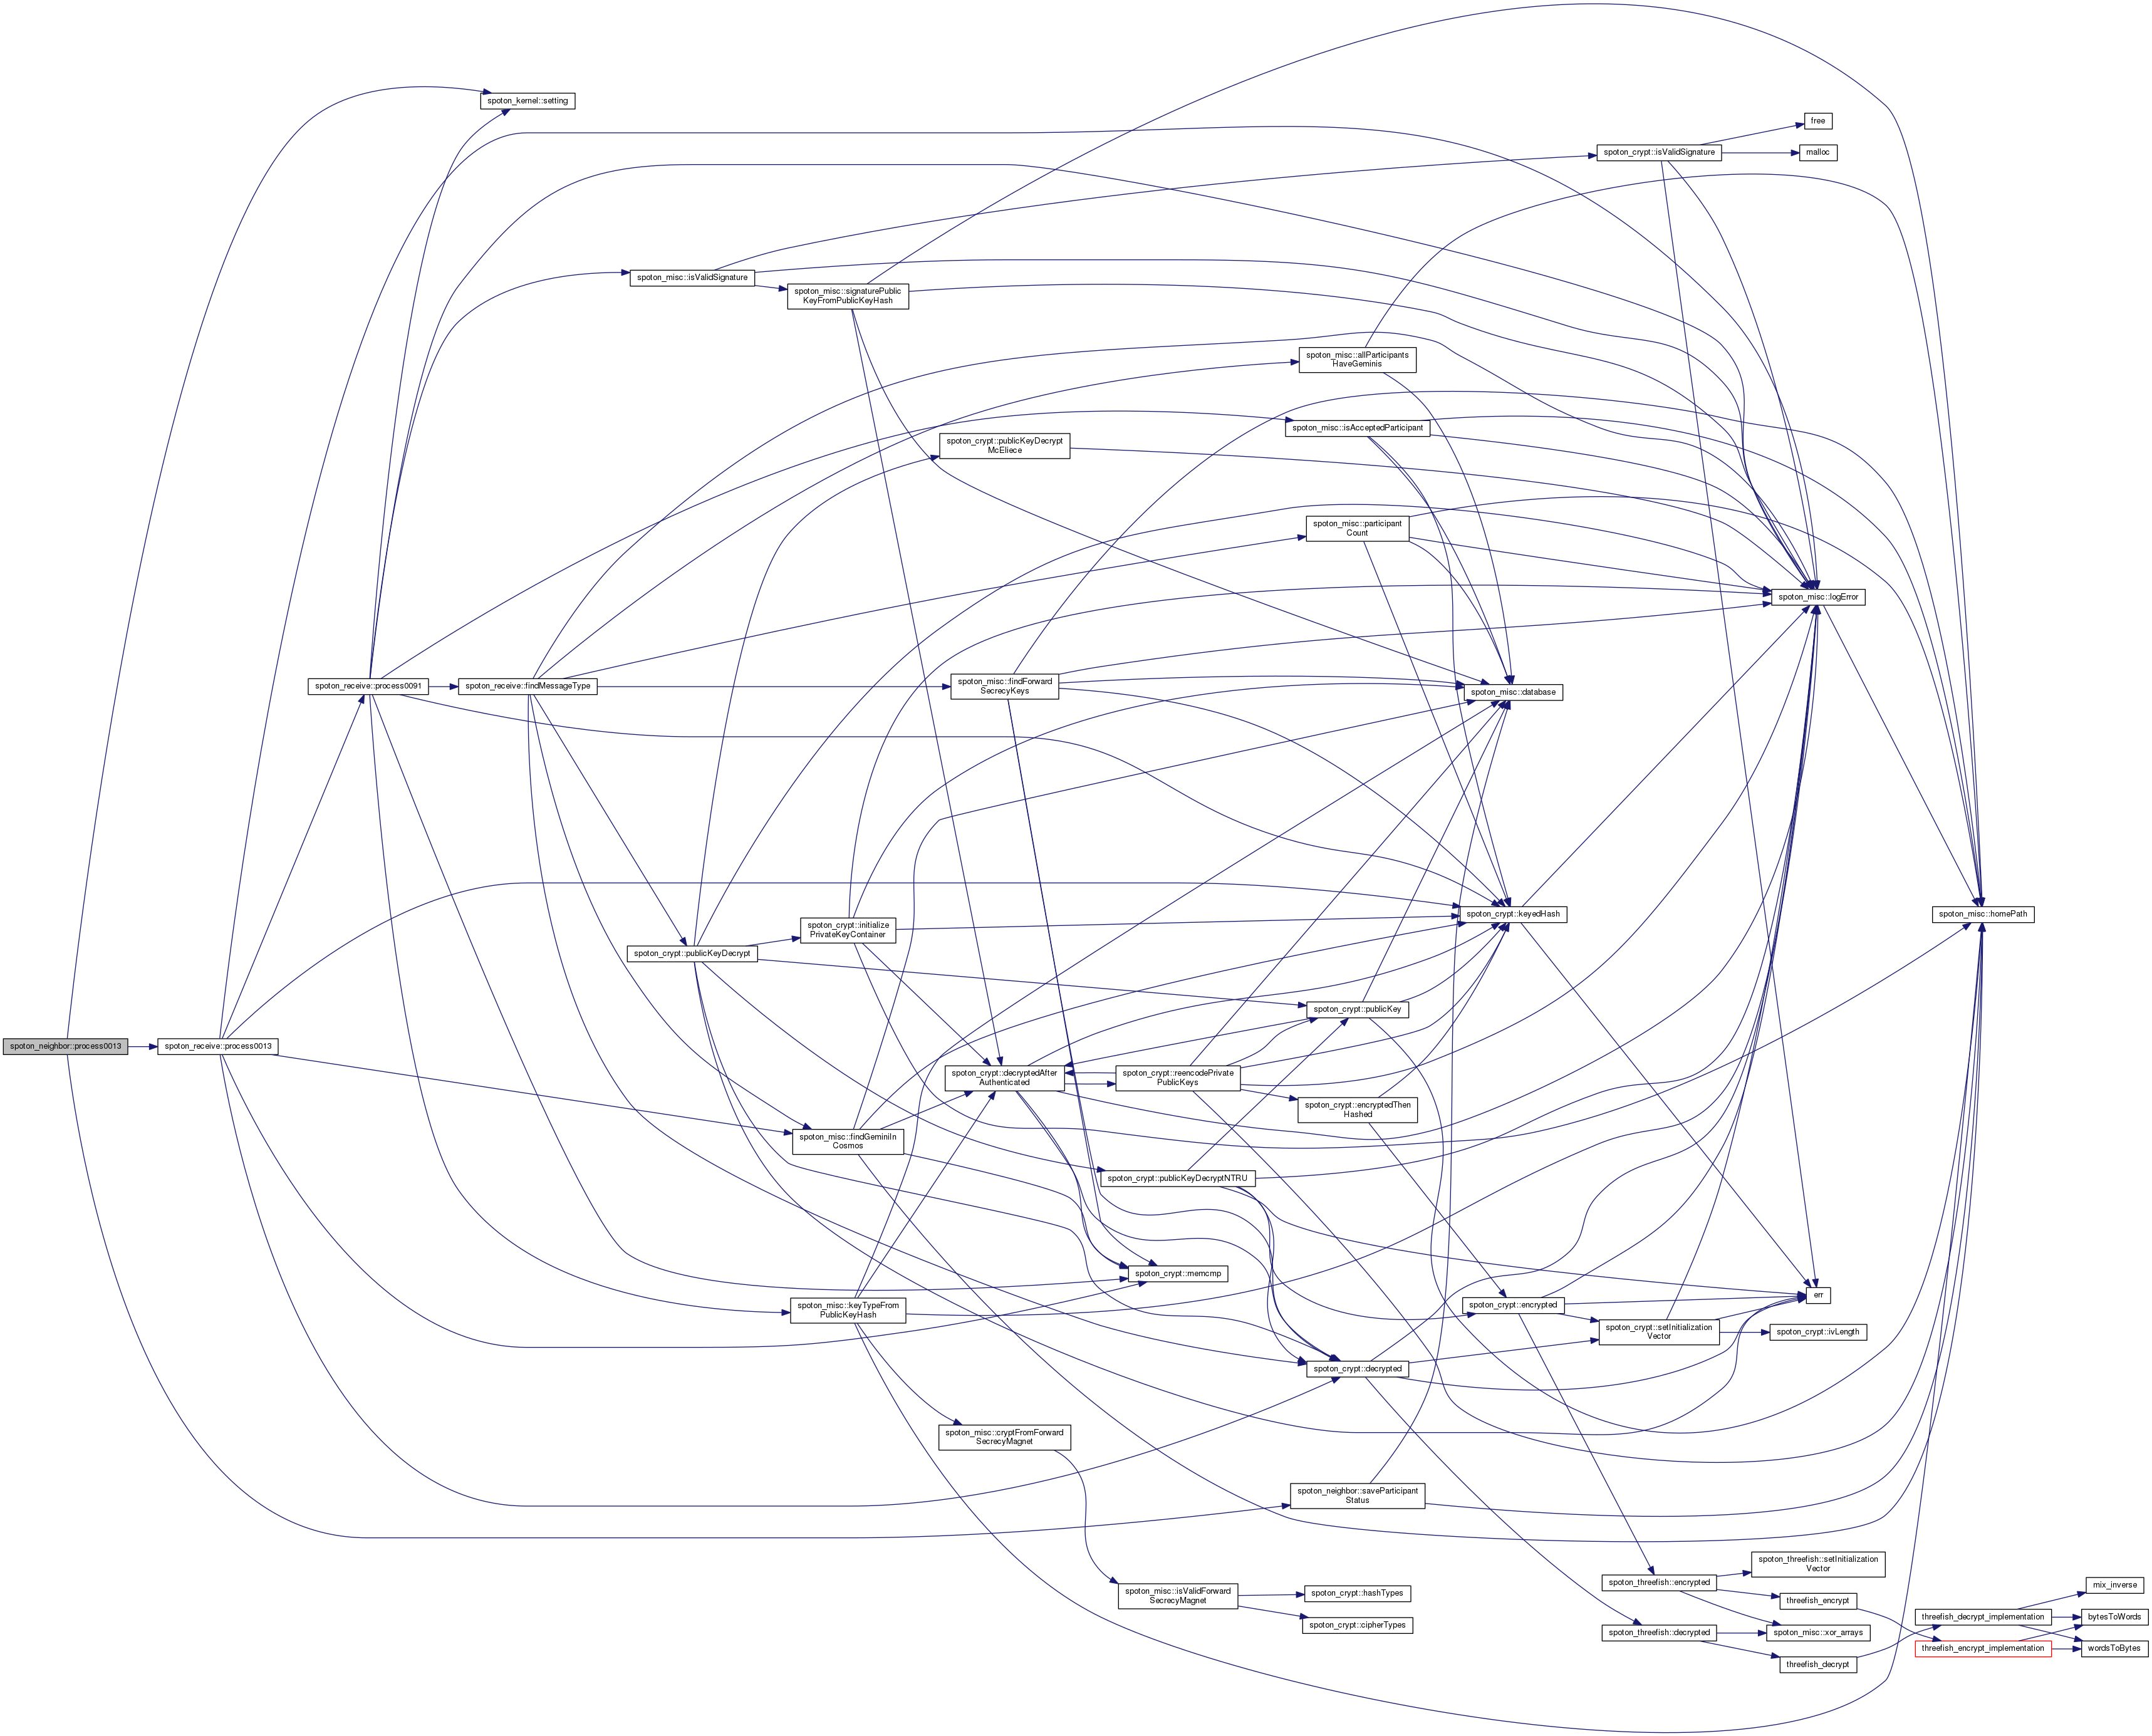 spoton_kernel::setting
free
spoton_crypt::isValidSignature
malloc
spoton_misc::isValidSignature
spoton_misc::signaturePublic
KeyFromPublicKeyHash
spoton_misc::allParticipants
HaveGeminis
spoton_misc::isAcceptedParticipant
spoton_crypt::publicKeyDecrypt
McEliece
spoton_misc::participant
Count
spoton_misc::logError
spoton_receive::process0091
spoton_receive::findMessageType
spoton_misc::findForward
SecrecyKeys
spoton_misc::database
spoton_crypt::keyedHash
spoton_misc::homePath
spoton_crypt::initialize
PrivateKeyContainer
spoton_crypt::publicKeyDecrypt
spoton_crypt::publicKey
spoton_neighbor::process0013
spoton_receive::process0013
spoton_crypt::decryptedAfter
Authenticated
spoton_crypt::reencodePrivate
PublicKeys
spoton_crypt::encryptedThen
Hashed
spoton_misc::findGeminiIn
Cosmos
spoton_crypt::publicKeyDecryptNTRU
spoton_crypt::memcmp
err
spoton_misc::keyTypeFrom
PublicKeyHash
spoton_crypt::encrypted
spoton_crypt::setInitialization
Vector
spoton_crypt::ivLength
spoton_crypt::decrypted
spoton_misc::cryptFromForward
SecrecyMagnet
spoton_neighbor::saveParticipant
Status
spoton_threefish::setInitialization
Vector
spoton_threefish::encrypted
mix_inverse
spoton_misc::isValidForward
SecrecyMagnet
spoton_crypt::hashTypes
threefish_encrypt
threefish_decrypt_implementation
bytesToWords
spoton_crypt::cipherTypes
spoton_threefish::decrypted
spoton_misc::xor_arrays
threefish_encrypt_implementation
wordsToBytes
threefish_decrypt